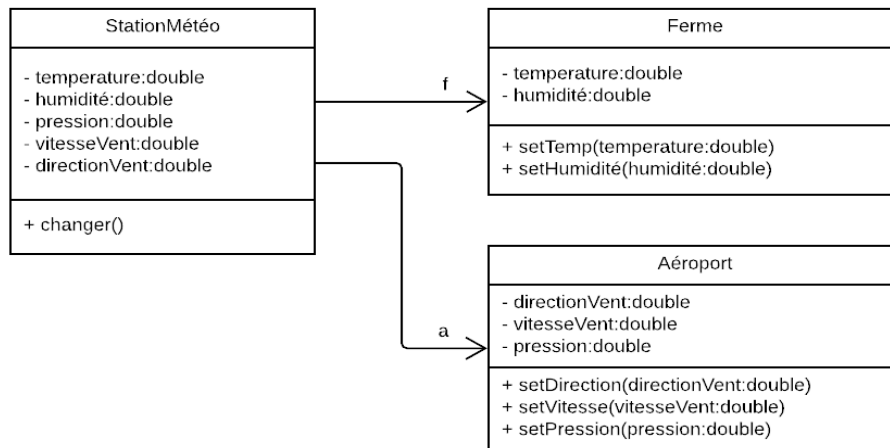 StationMétéo
- temperature:double
- humidité:double
- pression:double
- vitesseVent:double
- directionVent:double
+ changer()
f
a
Ferme
- temperature:double
- humidité:double
+ setTemp(temperature:double)
+ setHumidité(humidité:double)
Aéroport
- directionVent:double
- vitesseVent:double
- pression:double
+ setDirection(directionVent:double)
+ setVitesse(vitesseVent:double)
+ setPression(pression:double)